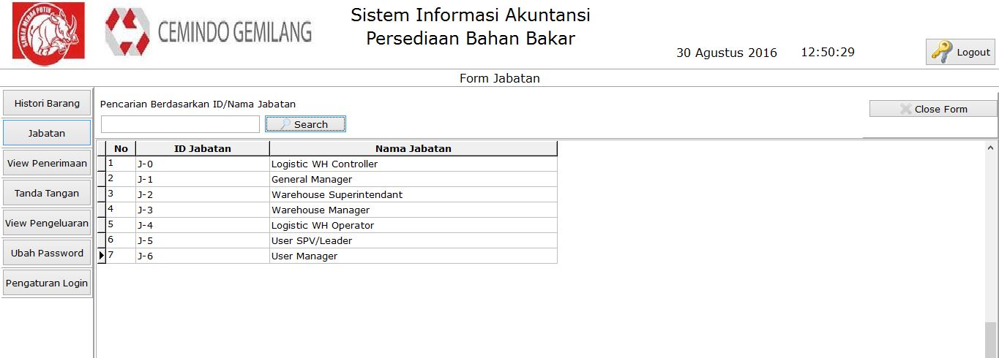 SEMEN MERAH PUTIH
CEMINDO GEMILANG
Sistem Informasi Akuntansi
Persediaan Bahan Bakar
30 Agustus 2016 12:50:29
Logout
Form Jabatan
Histori Barang
Jabatan
View Penerimaan
Tanda Tangan
View Pengeluaran
Ubah Password
Pengaturan Login
Pencarian Berdasarkan ID/Nama Jabatan
Search
Close Form
No ID Jabatan Nama Jabatan
1 J-0 Logistic WH Controller
2 J-1 General Manager
3 J-2 Warehouse Superintendant
4 J-3 Warehouse Manager
5 J-4 Logistic WH Operator
6 J-5 User SPV/Leader
7 J-6 User Manager